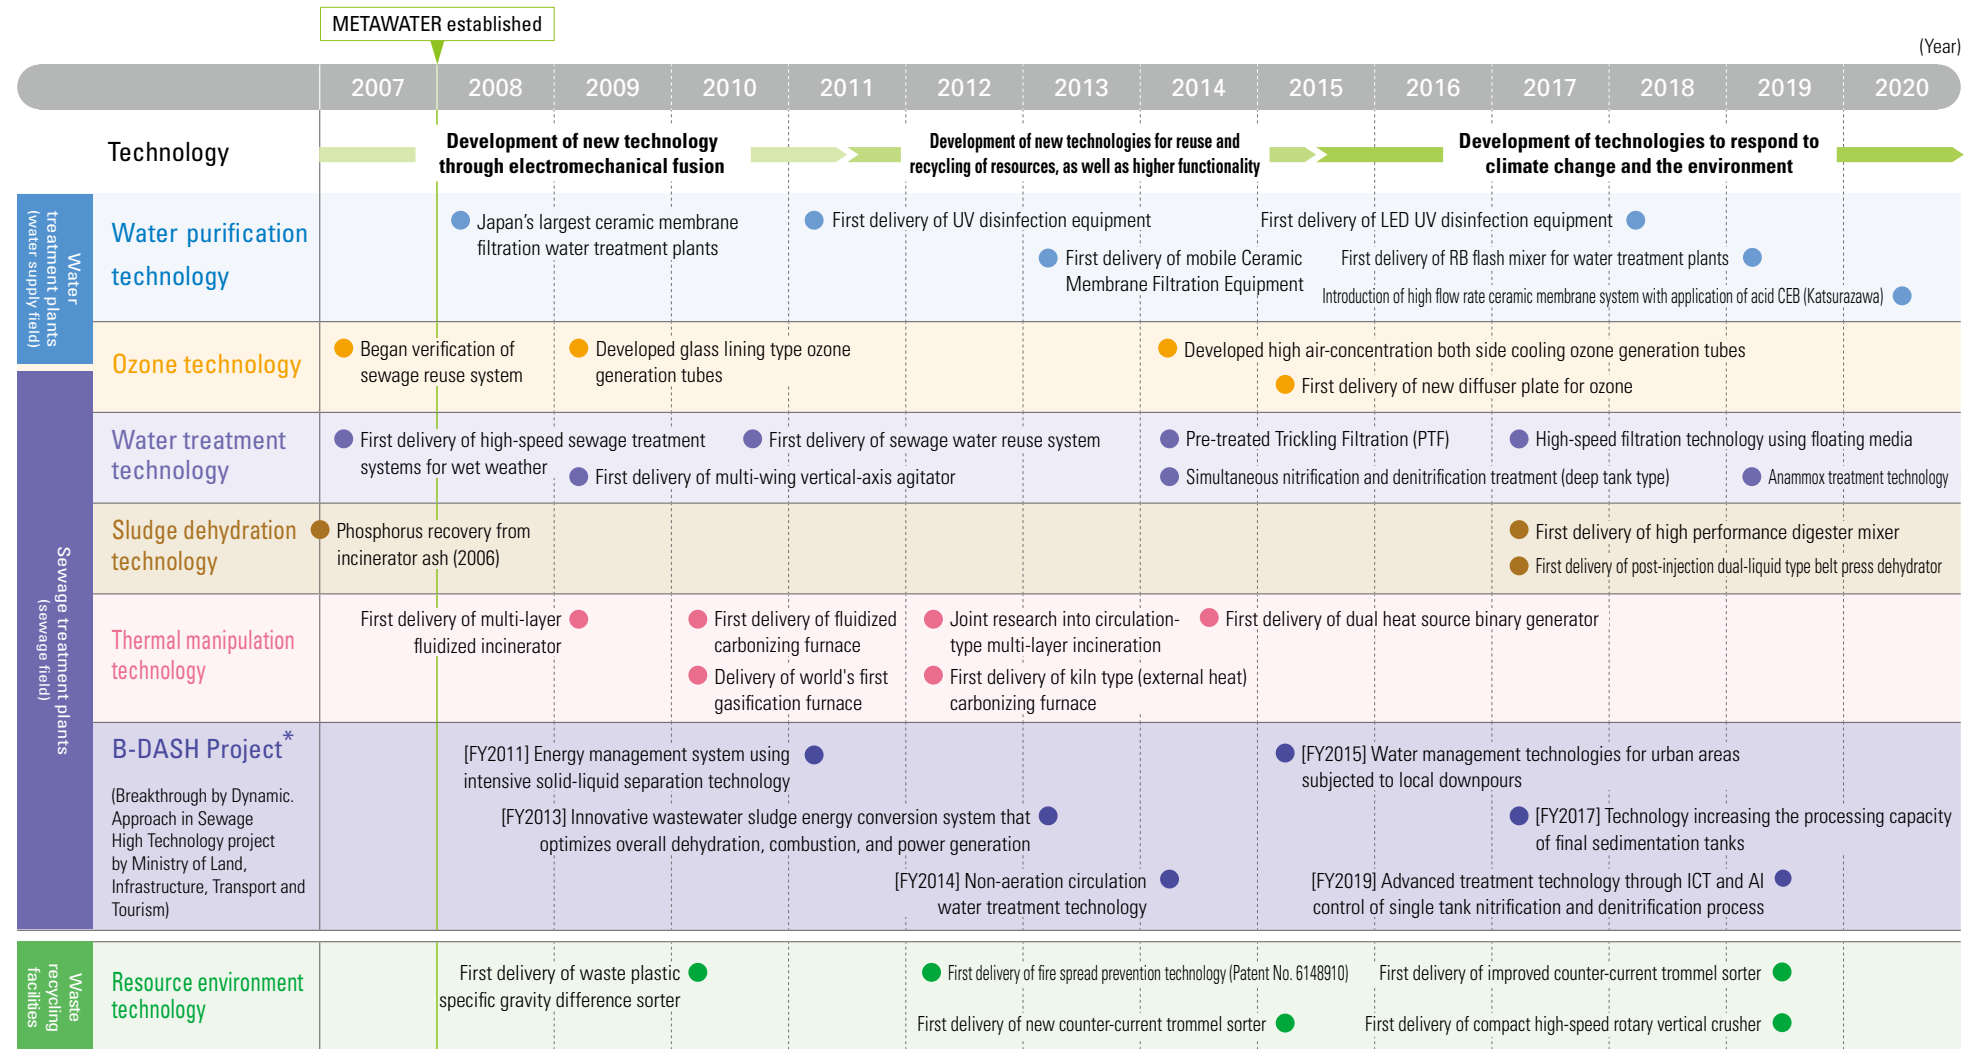 METAWATER established
(Year)
2007 2008 2009 2010 2011 2012 2013 2014 2015 2016 2017 2018 2019 2020
Technology
Development of new technology
through electromechanical fusion
Development of new technologies for reuse and
recycling of resources, as well as higher functionality
Development of technologies to respond to
climate change and the environment
Water
treatment plants
(water supply field)
Water purification
technology
Japan's largest ceramic membrane
filtration water treatment plants
First delivery of UV disinfection equipment
First delivery of mobile Ceramic
Membrane Filtration Equipment
First delivery of LED UV disinfection equipment
First delivery of RB flash mixer for water treatment plants
Introduction of high flow rate ceramic membrane system with application of acid CEB (Katsurazawa)
Ozone technology
Began verification of
sewage reuse system
Developed glass lining type ozone
generation tubes
Developed high air-concentration both side cooling ozone generation tubes
First delivery of new diffuser plate for ozone
Sewage treatment plants
(sewage field)
Water treatment
technology
First delivery of high-speed sewage treatment
systems for wet weather
First delivery of sewage water reuse system
First delivery of multi-wing vertical-axis agitator
Pre-treated Trickling Filtration (PTF)
Simultaneous nitrification and denitrification treatment (deep tank type)
High-speed filtration technology using floating media
Anammox treatment technology
Sludge dehydration
technology
Phosphorus recovery from
incinerator ash (2006)
First delivery of high performance digester mixer
First delivery of post-injection dual-liquid type belt press dehydrator
Thermal manipulation
technology
First delivery of multi-layer
fluidized incinerator
First delivery of fluidized
carbonizing furnace
Delivery of world's first
gasification furnace
Joint research into circulation-
type multi-layer incineration
First delivery of kiln type (external heat)
carbonizing furnace
First delivery of dual heat source binary generator
B-DASH Project*
(Breakthrough by Dynamic.
Approach in Sewage
High Technology project
by Ministry of Land,
Infrastructure, Transport and
Tourism)
[FY2011] Energy management system using
intensive solid-liquid separation technology
[FY2013] Innovative wastewater sludge energy conversion system that
optimizes overall dehydration, combustion, and power generation
[FY2014] Non-aeration circulation
water treatment technology
[FY2015] Water management technologies for urban areas
subjected to local downpours
[FY2017] Technology increasing the processing capacity
of final sedimentation tanks
[FY2019] Advanced treatment technology through ICT and AI
control of single tank nitrification and denitrification process
Waste
recycling
facilities
Resource environment
technology
First delivery of waste plastic
specific gravity difference sorter
First delivery of fire spread prevention technology (Patent No. 6148910)
First delivery of new counter-current trommel sorter
First delivery of improved counter-current trommel sorter
First delivery of compact high-speed rotary vertical crusher